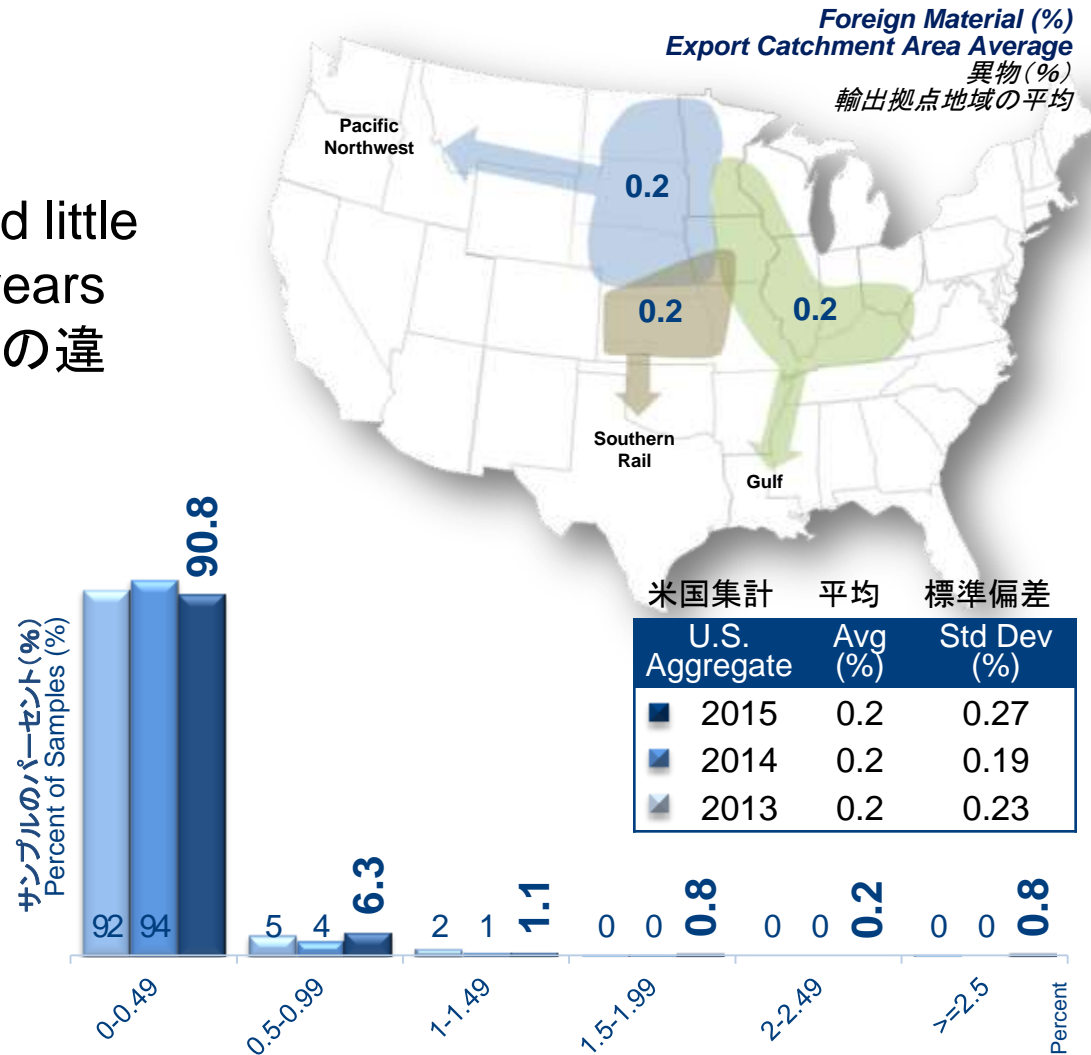 Foreign Material (%)
Export Catchment Area Average
異物(%)
輸出拠点地域の平均
d little
years
の違
Pacific
Northwest
0.2
0.2
0.2
Southern
Rail
Gulf
米国集計 平均 標準偏差
U.S. Aggregate Avg (%) Std Dev (%)
2015 0.2 0.27
2014 0.2 0.19
2013 0.2 0.23
サンプルのパーセント(%)
Percent of Samples (%)
92 94 90.8
5 4 6.3
2 1 1.1
0 0 0.8
0 0 0.2
0 0 0.8
0-0.49 0.5-0.99 1-1.49 1.5-1.99 2-2.49 >=2.5
Percent